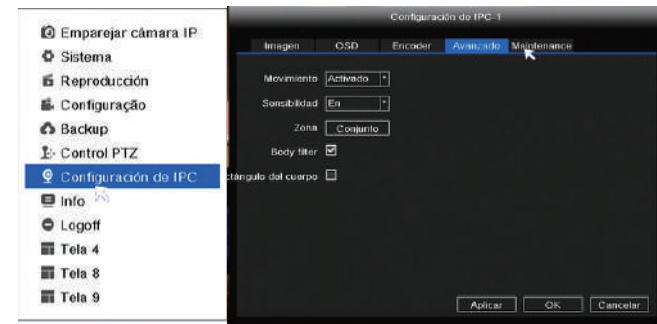 Emparejar cámara IP
Sistema
Reproducción
Configuração
Backup
Control PTZ
Configuración de IPC
Info
Logoff
Tela 4
Tela 8
Tela 9
Configuración de IPC-1
Imagen OSD Encoder Avanzado Maintenance
Movimiento Activado
Sensiblidad En
Zona Conjunto
Body filter
ctángulo del cuerpo
Aplicar OK Cancelar